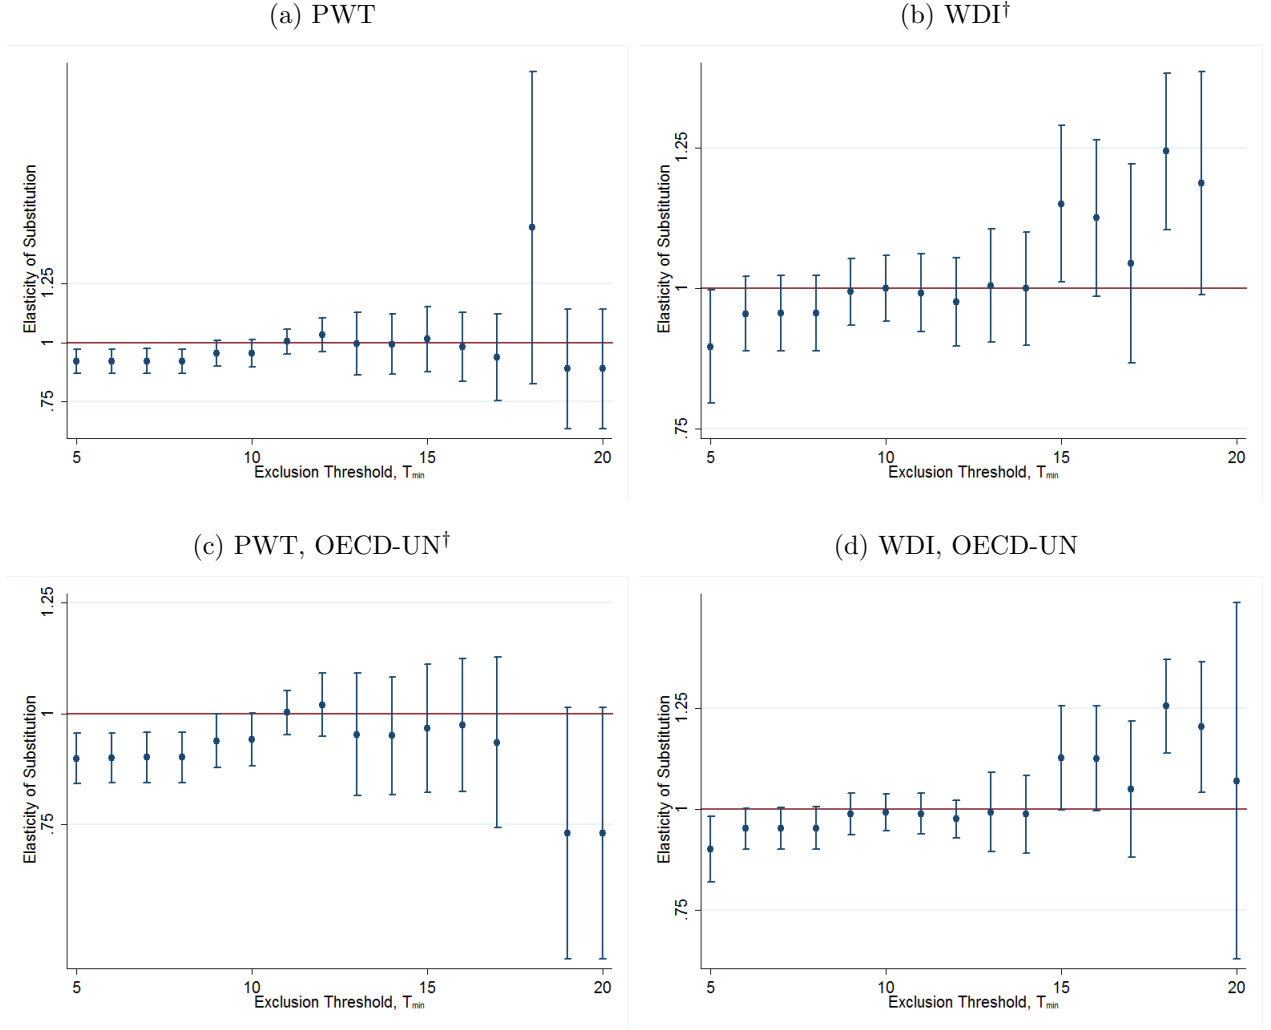 (a) PWT
Elasticity of Substitution
1.25
1
.75
5 10 15 20
Exclusion Threshold, Tmin
(b) WDI†
Elasticity of Substitution
1.25
1
.75
5 10 15 20
Exclusion Threshold, Tmin
(c) PWT, OECD-UN†
Elasticity of Substitution
1.25
1
.75
5 10 15 20
Exclusion Threshold, Tmin
(d) WDI, OECD-UN
Elasticity of Substitution
1.25
1
.75
5 10 15 20
Exclusion Threshold, Tmin